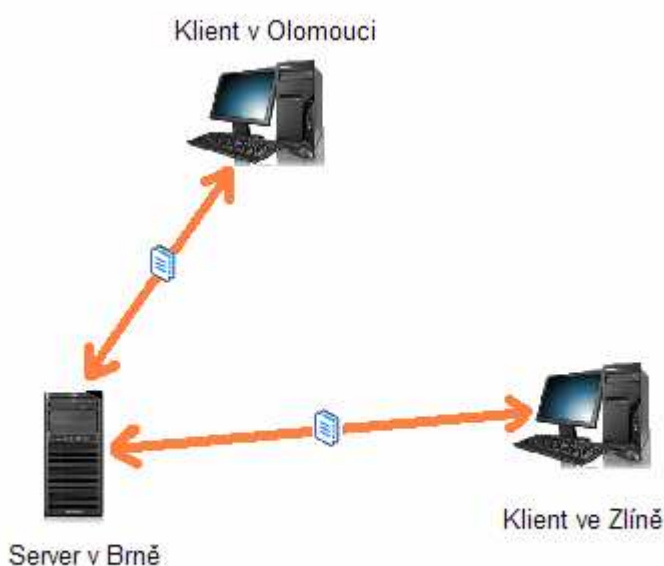 Klient v Olomouci
Klient ve Zlíně
Server v Brně